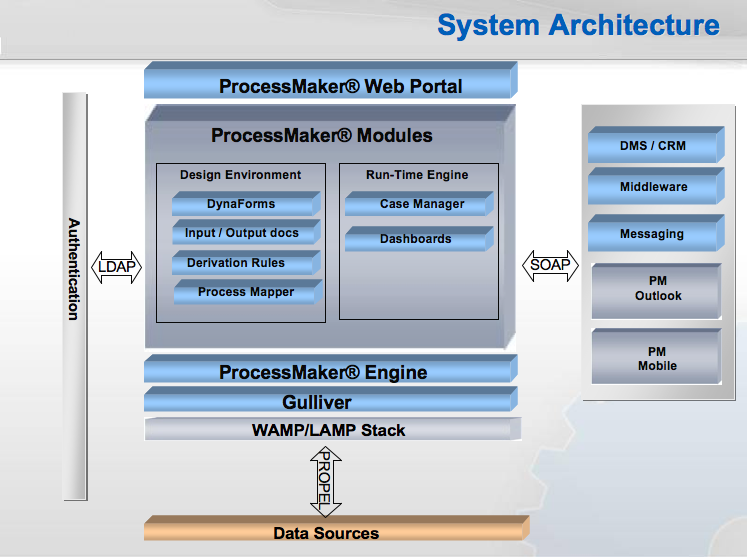 System Architecture
ProcessMaker® Web Portal
ProcessMaker® Modules
Design Environment
DynaForms
Input / Output docs
Derivation Rules
Process Mapper
Run-Time Engine
Case Manager
Dashboards
Authentication
LDAP
SOAP
DMS / CRM
Middleware
Messaging
PM
Outlook
PM
Mobile
ProcessMaker® Engine
Gulliver
WAMP/LAMP Stack
PROPEL
Data Sources